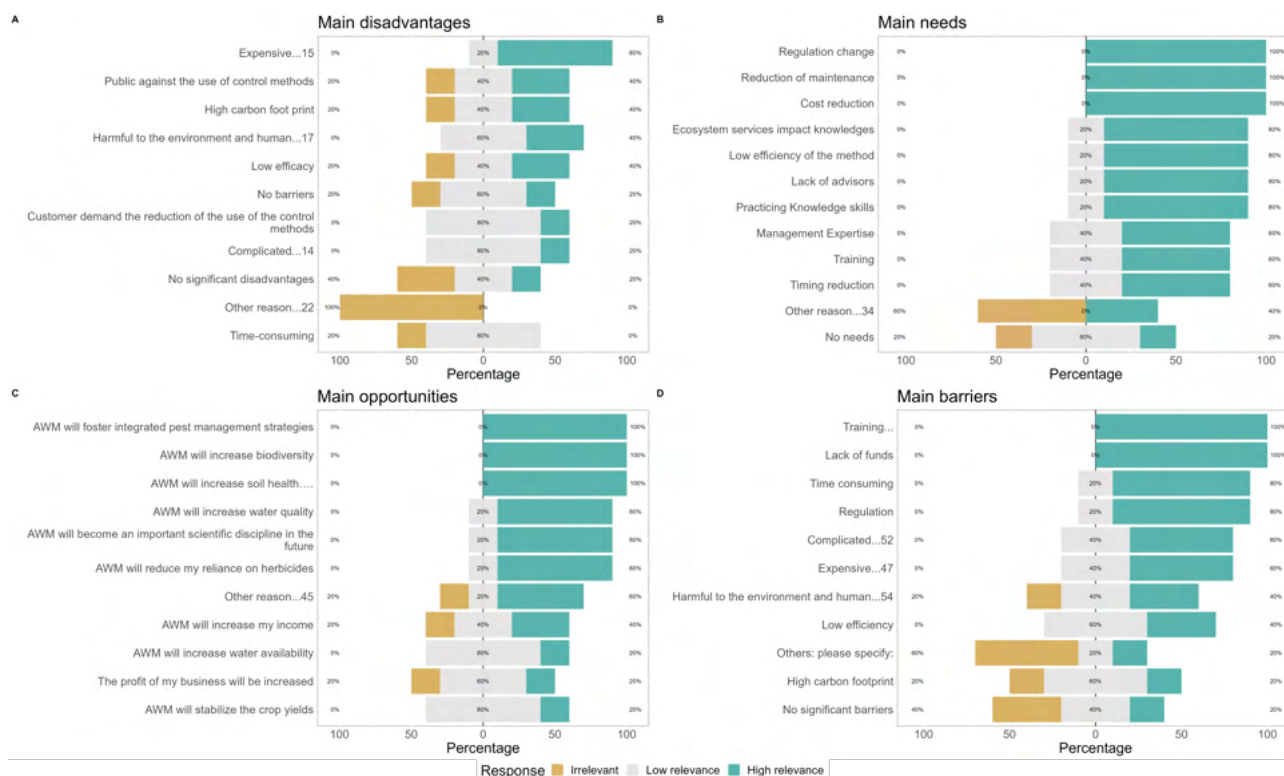 A
Main disadvantages
Expensive...15 0% 20% 80%
Public against the use of control methods 20% 40% 40%
High carbon foot print 20% 40% 40%
Harmful to the environment and human...17 0% 60% 40%
Low efficacy 20% 40% 40%
No barriers 20% 60% 20%
Customer demand the reduction of the use of the control
methods 0% 80% 20%
Complicated...14 0% 80% 20%
No significant disadvantages 40% 40% 20%
Other reason...22 100% 0% 0%
Time-consuming 20% 80% 0%
100 50 0 50 100
Percentage
B
Main needs
Regulation change 0% 0% 100%
Reduction of maintenance 0% 0% 100%
Cost reduction 0% 0% 100%
Ecosystem services impact knowledges 0% 20% 80%
Low efficiency of the method 0% 20% 80%
Lack of advisors 0% 20% 80%
Practicing Knowledge skills 0% 20% 80%
Management Expertise 0% 40% 60%
Training 0% 40% 60%
Timing reduction 0% 40% 60%
Other reason...34 60% 0% 40%
No needs 20% 60% 20%
100 50 0 50 100
Percentage
C
Main opportunities
AWM will foster integrated pest management strategies 0% 0% 100%
AWM will increase biodiversity 0% 0% 100%
AWM will increase soil health.... 0% 0% 100%
AWM will increase water quality 0% 20% 80%
AWM will become an important scientific discipline in the
future 0% 20% 80%
AWM will reduce my reliance on herbicides 0% 20% 80%
Other reason...45 20% 20% 60%
AWM will increase my income 20% 40% 40%
AWM will increase water availability 0% 80% 20%
The profit of my business will be increased 20% 60% 20%
AWM will stabilize the crop yields 0% 80% 20%
100 50 0 50 100
Percentage
D
Main barriers
Training... 0% 0% 100%
Lack of funds 0% 0% 100%
Time consuming 0% 20% 80%
Regulation 0% 20% 80%
Complicated...52 0% 40% 60%
Expensive...47 0% 40% 60%
Harmful to the environment and human...54 20% 40% 40%
Low efficiency 0% 60% 40%
Others: please specify: 60% 20% 20%
High carbon footprint 20% 60% 20%
No significant barriers 40% 40% 20%
100 50 0 50 100
Percentage
Response Irrelevant Low relevance High relevance